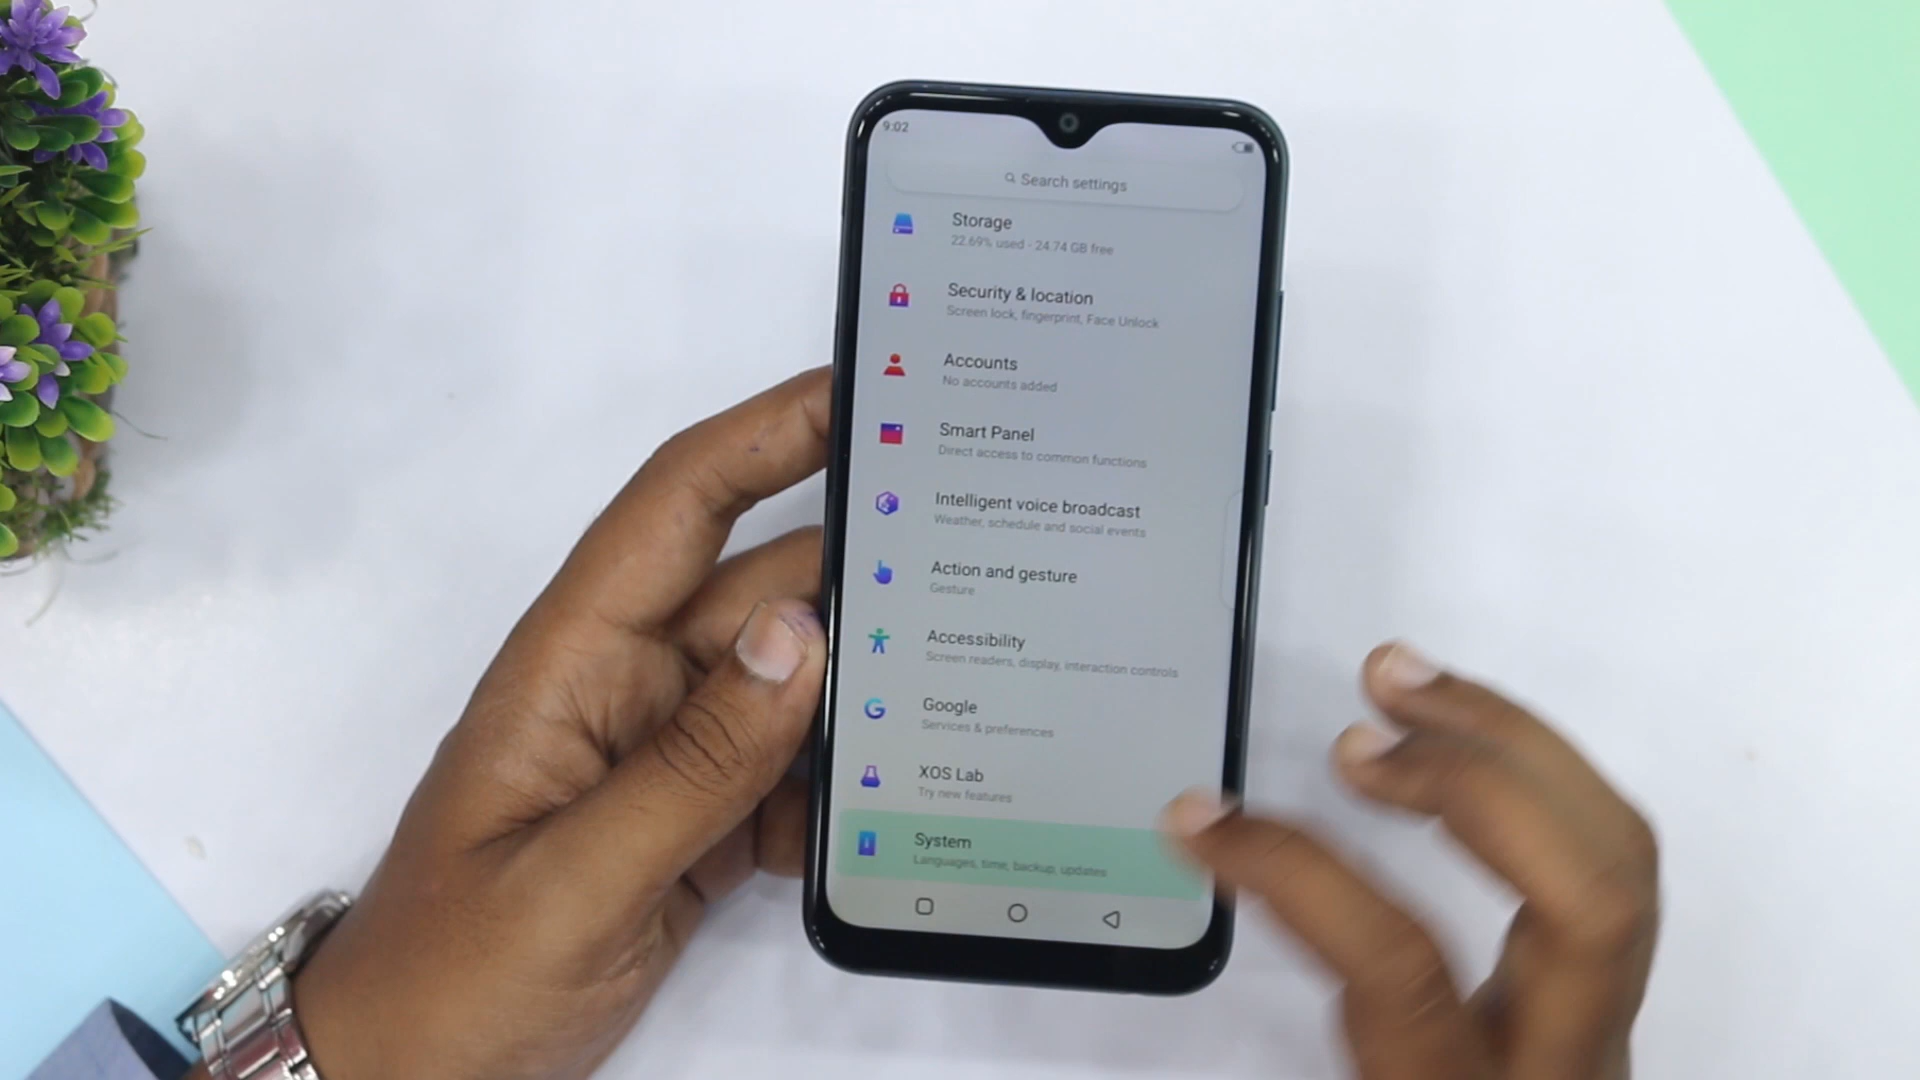 9:02
Search settings
Storage
22.69% used - 24.74 GB free
Security & location
Screen lock, fingerprint, Face Unlock
Accounts
No accounts added
Smart Panel
Direct access to common functions
Intelligent voice broadcast
Weather, schedule and social events
Action and gesture
Gesture
Accessibility
Screen readers, display, interaction controls
Google
Services & preferences
XOS Lab
Try new features
System
Languages, time, backup, updates